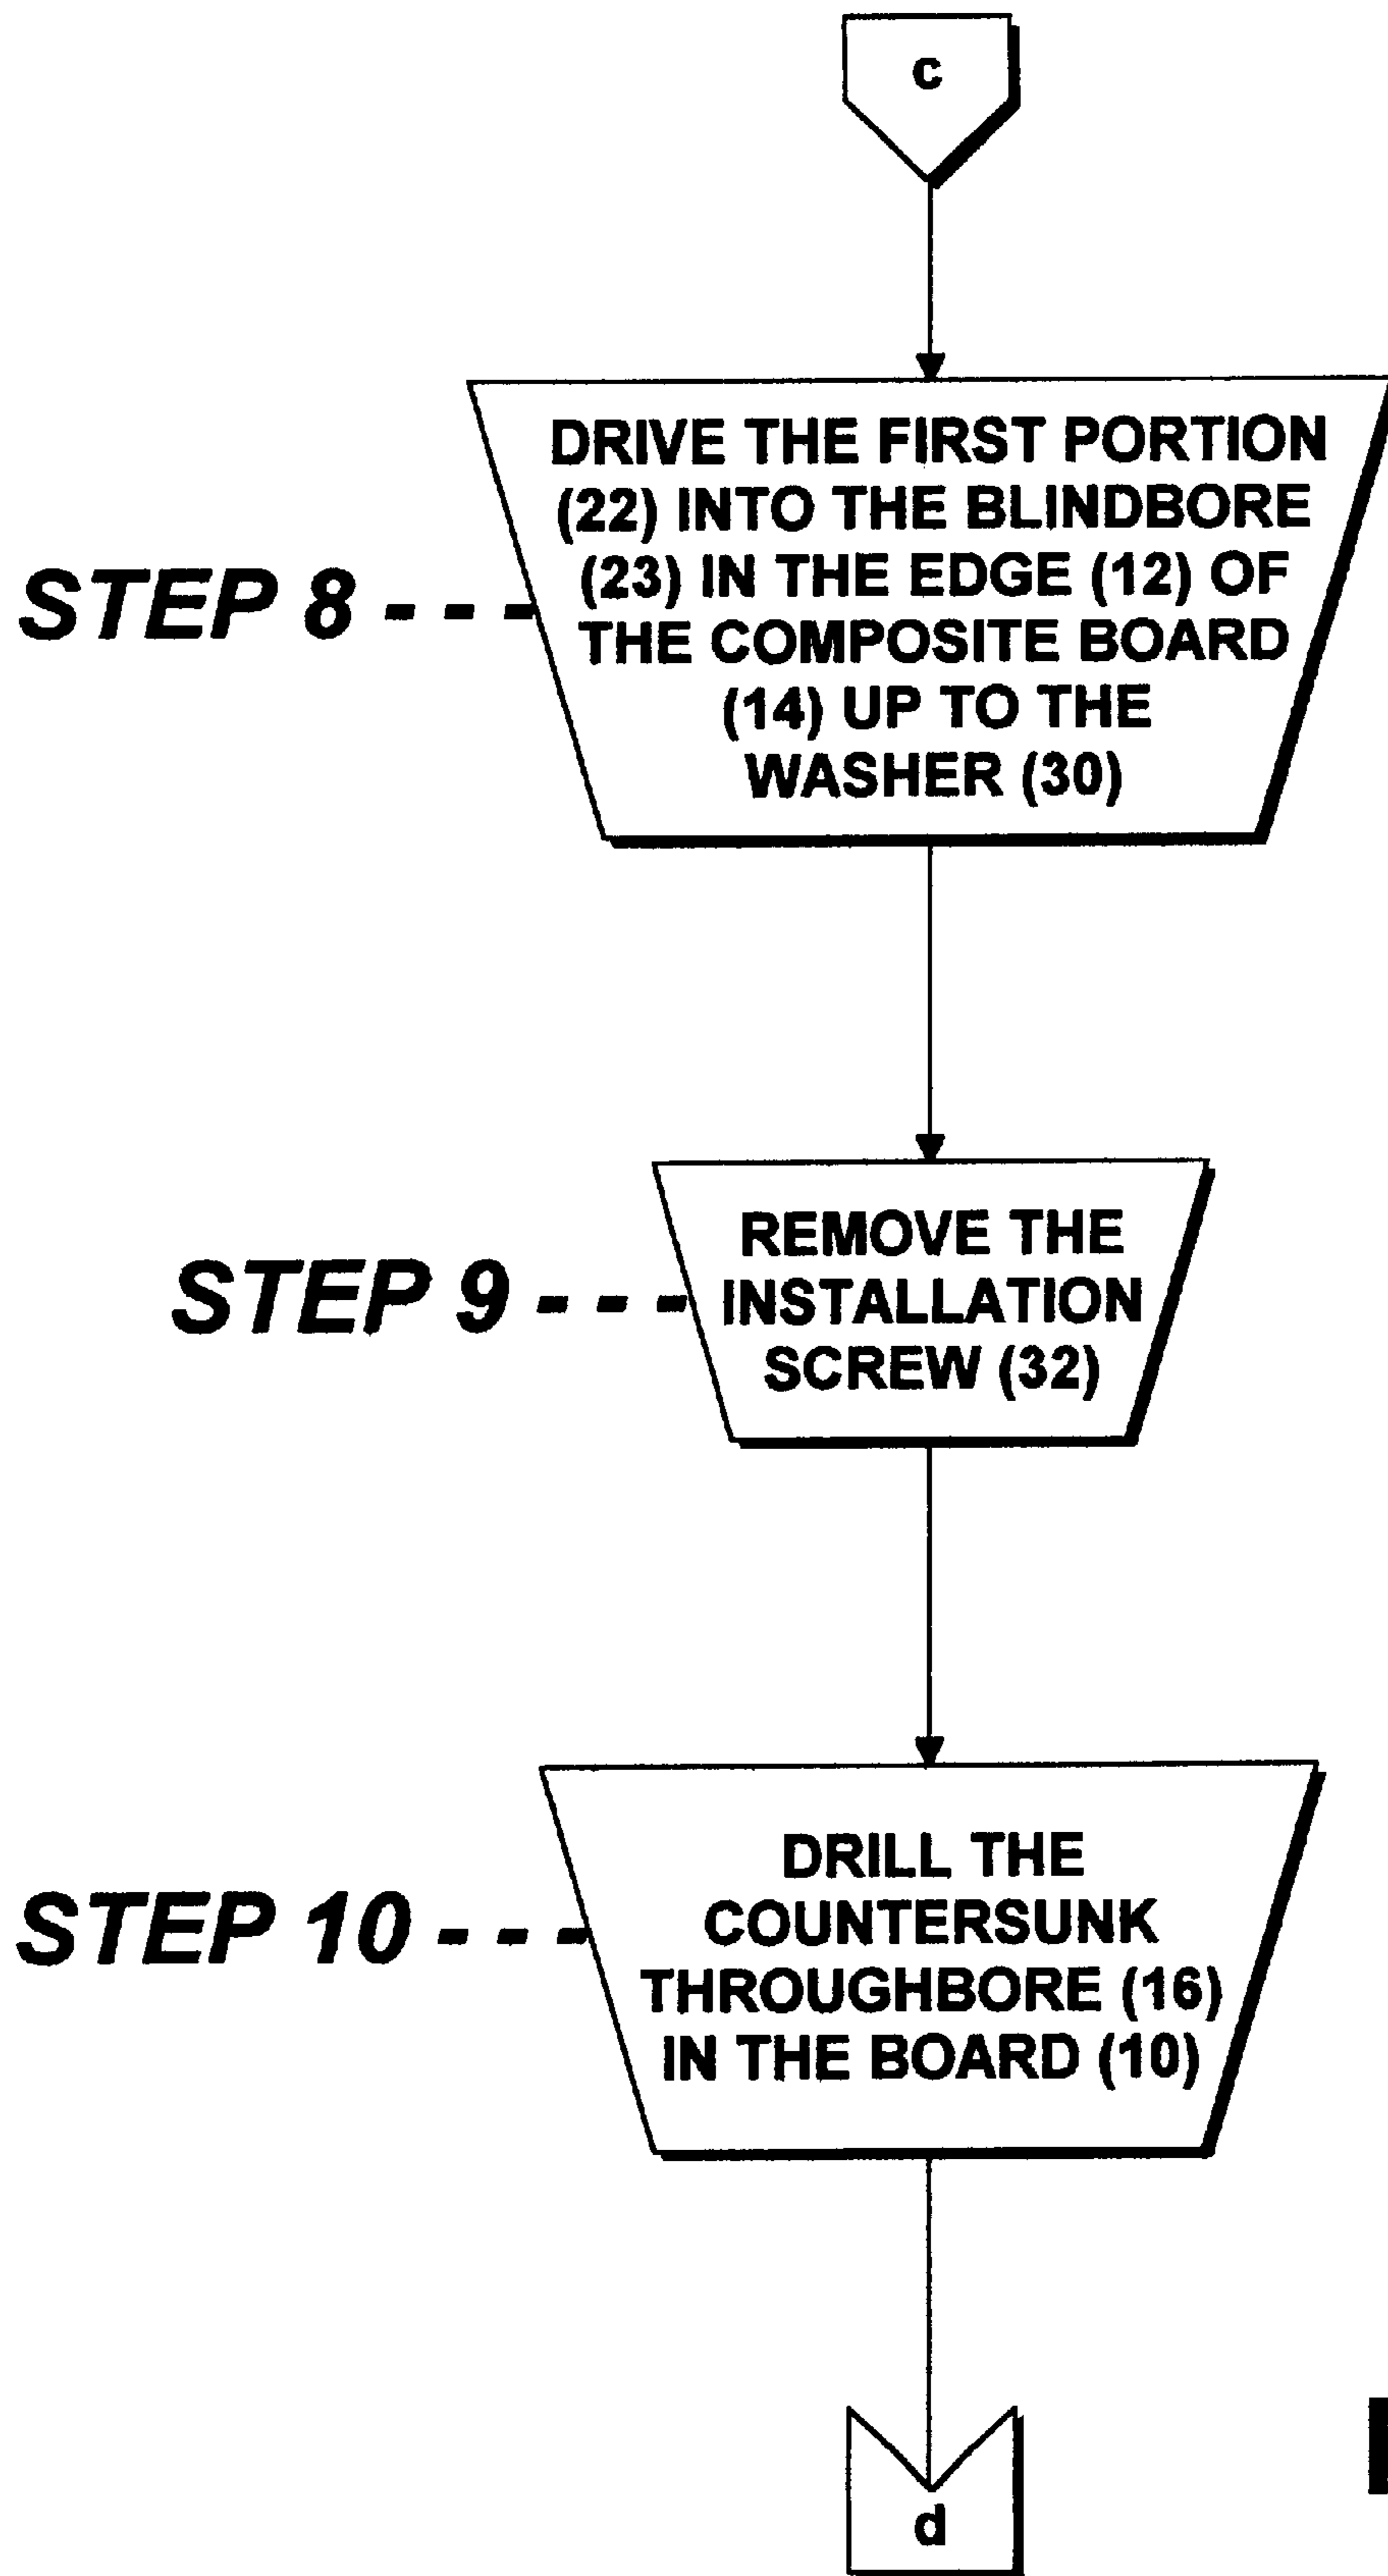 c
DRIVE THE FIRST PORTION
(22) INTO THE BLINDBORE
(23) IN THE EDGE (12) OF
THE COMPOSITE BOARD
(14) UP TO THE
WASHER (30)
STEP 8 - - -
REMOVE THE
INSTALLATION
SCREW (32)
STEP 9 - - -
DRILL THE
COUNTERSUNK
THROUGHBORE (16)
IN THE BOARD (10)
STEP 10 - - -
d